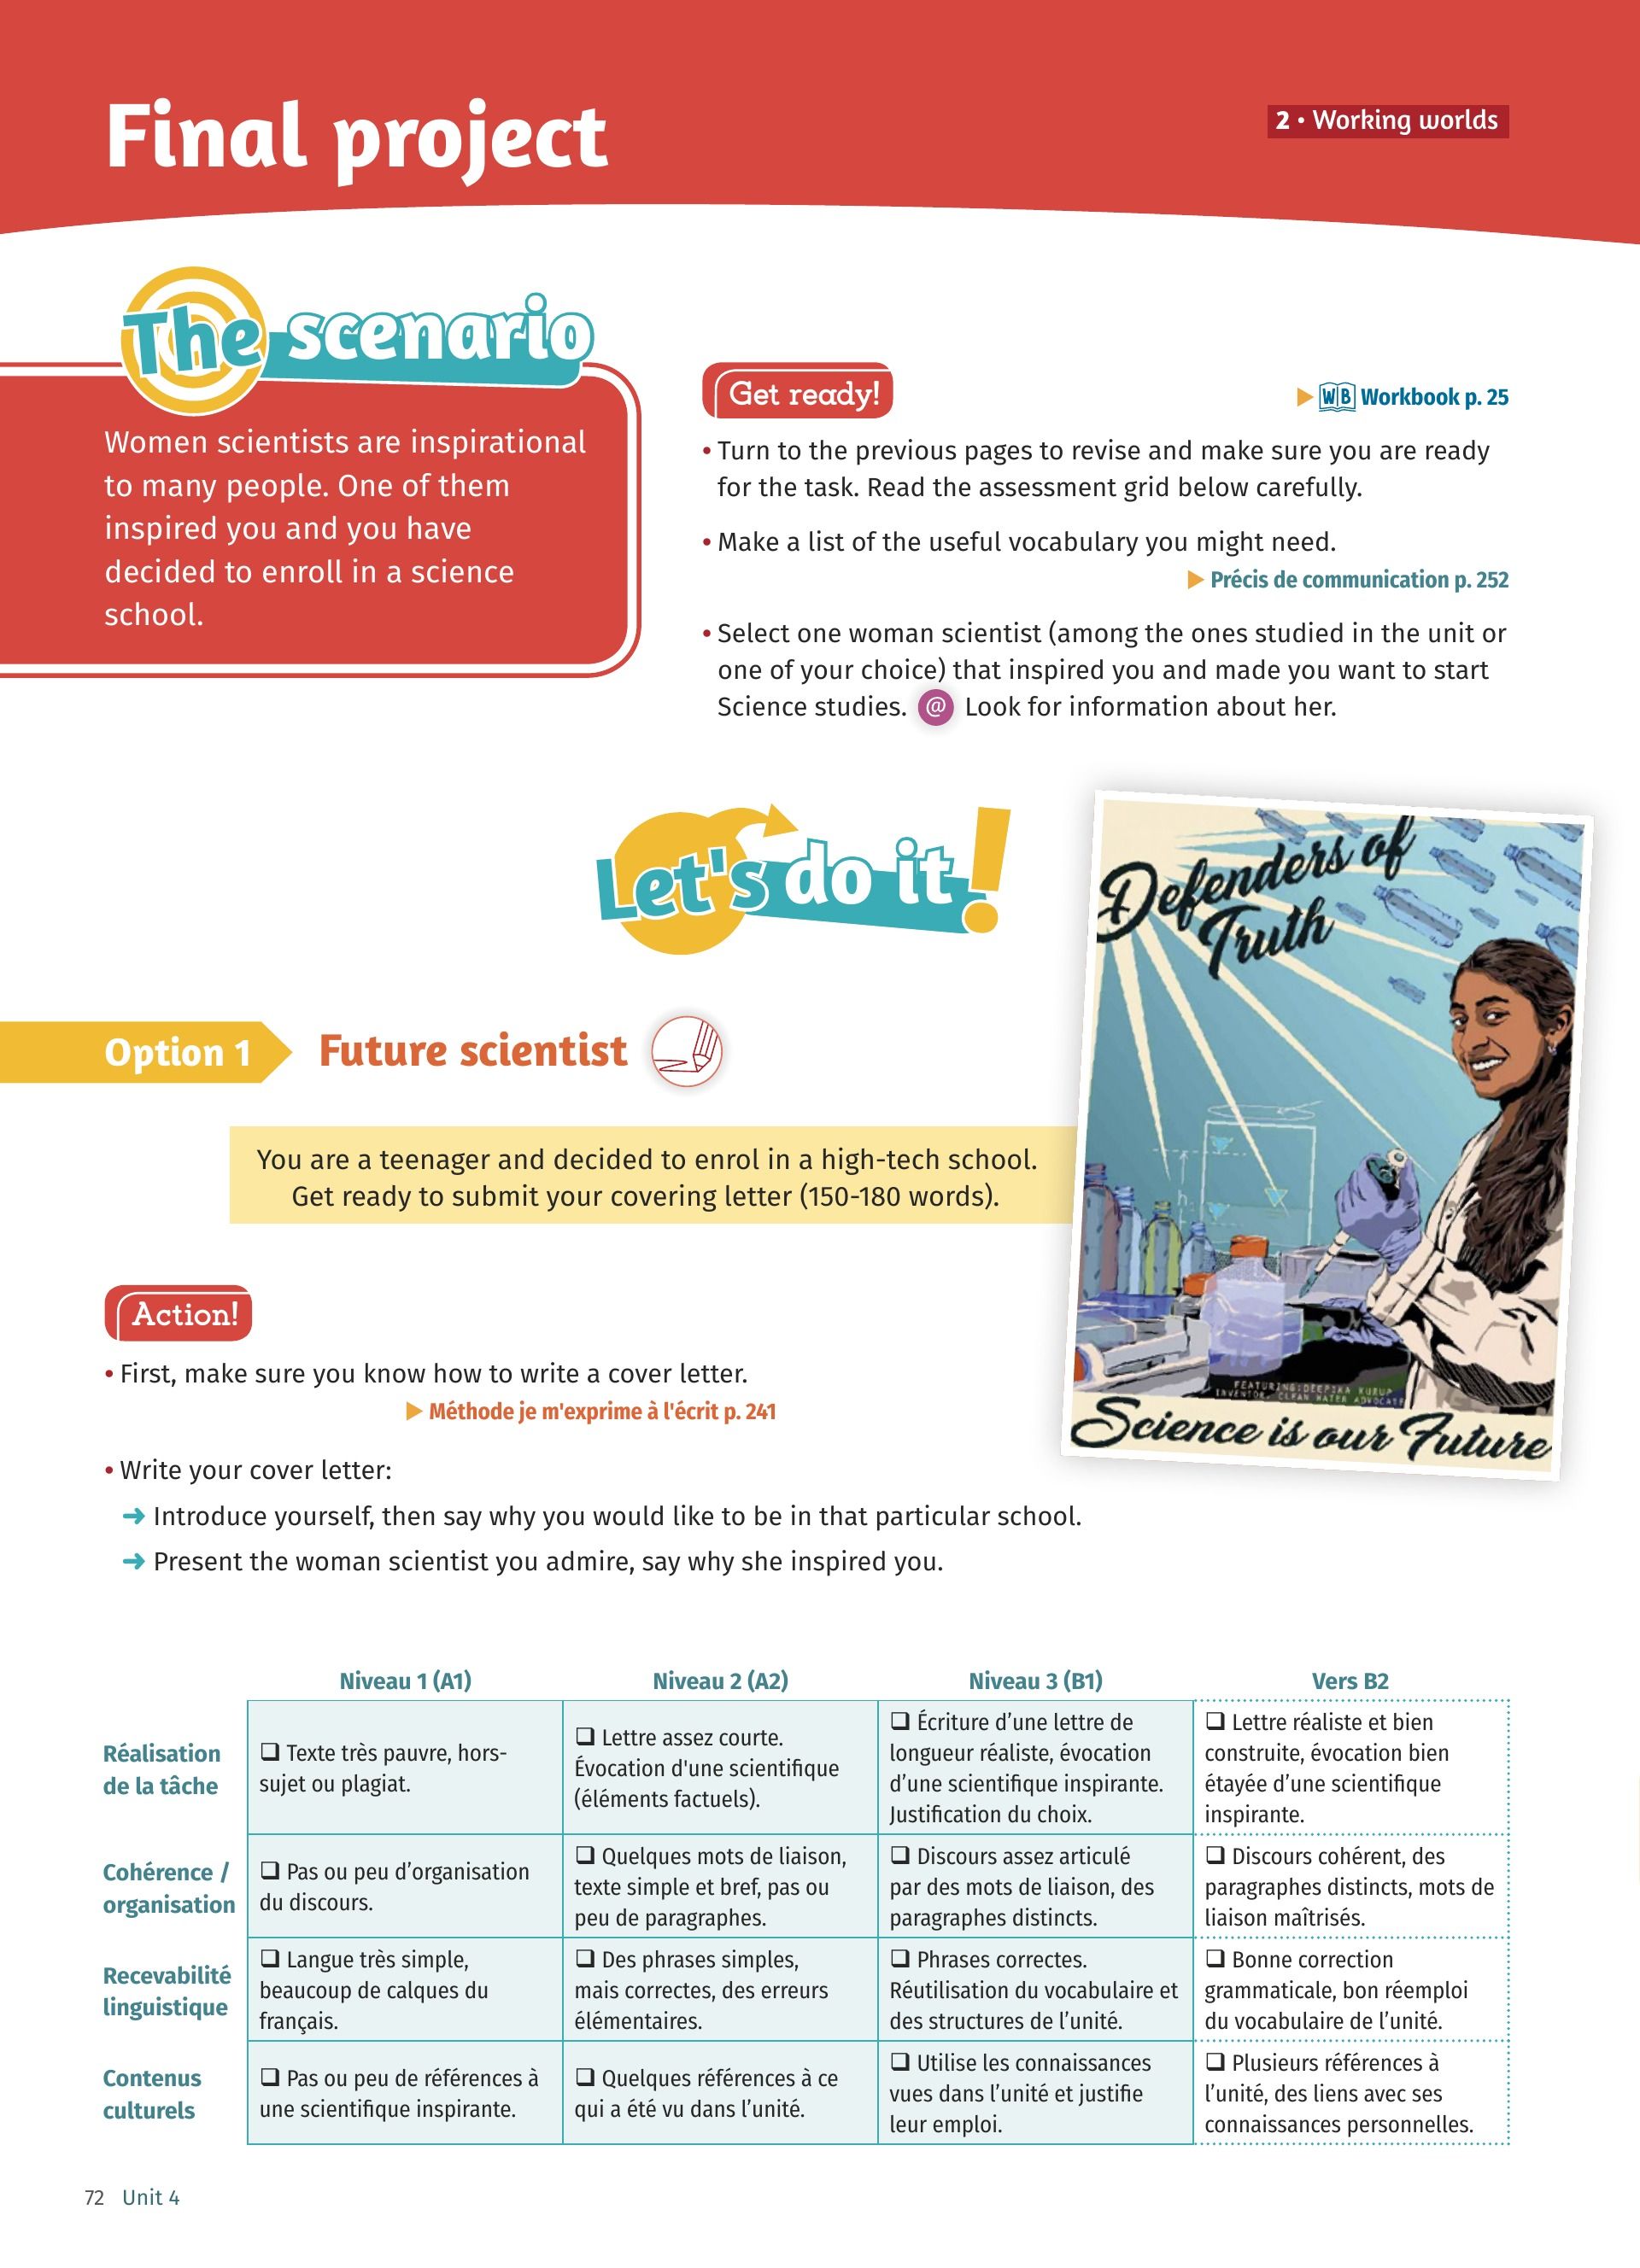 Final project
2 • Working worlds
The scenario
Women scientists are inspirational
to many people. One of them
inspired you and you have
decided to enroll in a science
school.
Get ready!
WB Workbook p. 25
• Turn to the previous pages to revise and make sure you are ready
for the task. Read the assessment grid below carefully.
• Make a list of the useful vocabulary you might need.
Précis de communication p. 252
• Select one woman scientist (among the ones studied in the unit or
one of your choice) that inspired you and made you want to start
Science studies. @ Look for information about her.
Let's do it!
Defenders of
Truth
FEATURING: DEEPIKA KURUP
INVENTOR, CLEAN WATER ADVOCATE
Science is our Future
Option 1
Future scientist
You are a teenager and decided to enrol in a high-tech school.
Get ready to submit your covering letter (150-180 words).
Action!
• First, make sure you know how to write a cover letter.
Méthode je m'exprime à l'écrit p. 241
• Write your cover letter:
➜ Introduce yourself, then say why you would like to be in that particular school.
➜ Present the woman scientist you admire, say why she inspired you.
Niveau 1 (A1)
Niveau 2 (A2)
Niveau 3 (B1)
Vers B2
Réalisation
de la tâche
❑ Texte très pauvre, hors-
sujet ou plagiat.
❑ Lettre assez courte.
Évocation d'une scientifique
(éléments factuels).
❑ Écriture d’une lettre de
longueur réaliste, évocation
d’une scientifique inspirante.
Justification du choix.
❑ Lettre réaliste et bien
construite, évocation bien
étayée d’une scientifique
inspirante.
Cohérence /
organisation
❑ Pas ou peu d’organisation
du discours.
❑ Quelques mots de liaison,
texte simple et bref, pas ou
peu de paragraphes.
❑ Discours assez articulé
par des mots de liaison, des
paragraphes distincts.
❑ Discours cohérent, des
paragraphes distincts, mots de
liaison maîtrisés.
Recevabilité
linguistique
❑ Langue très simple,
beaucoup de calques du
français.
❑ Des phrases simples,
mais correctes, des erreurs
élémentaires.
❑ Phrases correctes.
Réutilisation du vocabulaire et
des structures de l’unité.
❑ Bonne correction
grammaticale, bon réemploi
du vocabulaire de l’unité.
Contenus
culturels
❑ Pas ou peu de références à
une scientifique inspirante.
❑ Quelques références à ce
qui a été vu dans l’unité.
❑ Utilise les connaissances
vues dans l’unité et justifie
leur emploi.
❑ Plusieurs références à
l’unité, des liens avec ses
connaissances personnelles.
72 Unit 4